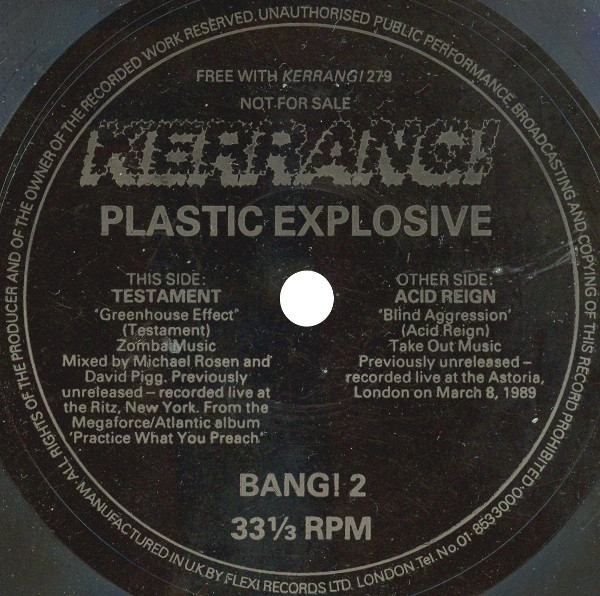 FREE WITH KERRANG! 279
NOT FOR SALE
KERRANG!
PLASTIC EXPLOSIVE
THIS SIDE:
TESTAMENT
'Greenhouse Effect'
(Testament)
Zomba Music
Mixed by Michael Rosen and
David Pigg. Previously
unreleased – recorded live at
the Ritz, New York. From the
Megaforce/Atlantic album
'Practice What You Preach'
OTHER SIDE:
ACID REIGN
'Blind Aggression'
(Acid Reign)
Take Out Music
Previously unreleased –
recorded live at the Astoria,
London on March 8, 1989
BANG! 2
33⅓ RPM
ALL RIGHTS OF THE PRODUCER AND OF THE OWNER OF THE RECORDED WORK RESERVED. UNAUTHORISED PUBLIC PERFORMANCE, BROADCASTING AND COPYING OF THIS RECORD PROHIBITED.
MANUFACTURED IN U.K. BY FLEXI RECORDS LTD. LONDON. Tel. No. 01-8533000.